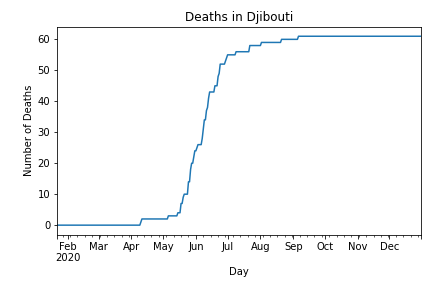 Deaths in Djibouti
60
50
40
30
20
10
0
Number of Deaths
Feb Mar Apr May Jun Jul Aug Sep Oct Nov Dec
2020
Day